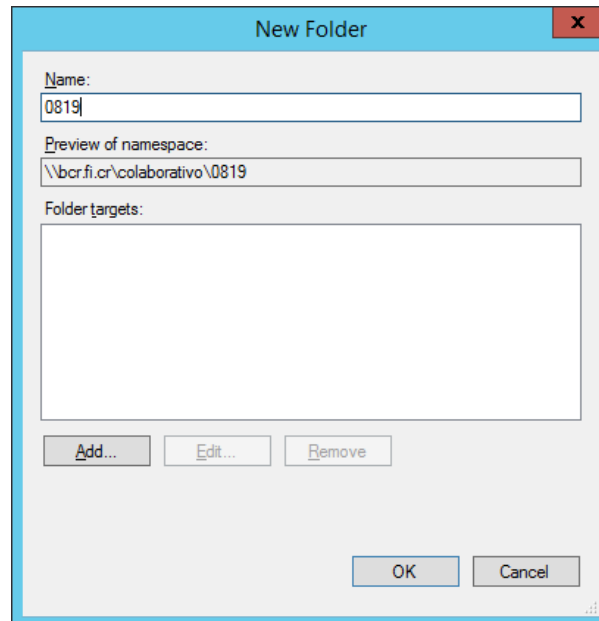 New Folder
x
Name:
0819
Preview of namespace:
\\bcr.fi.cr\colaborativo\0819
Folder targets:
Add... Edit... Remove
OK Cancel